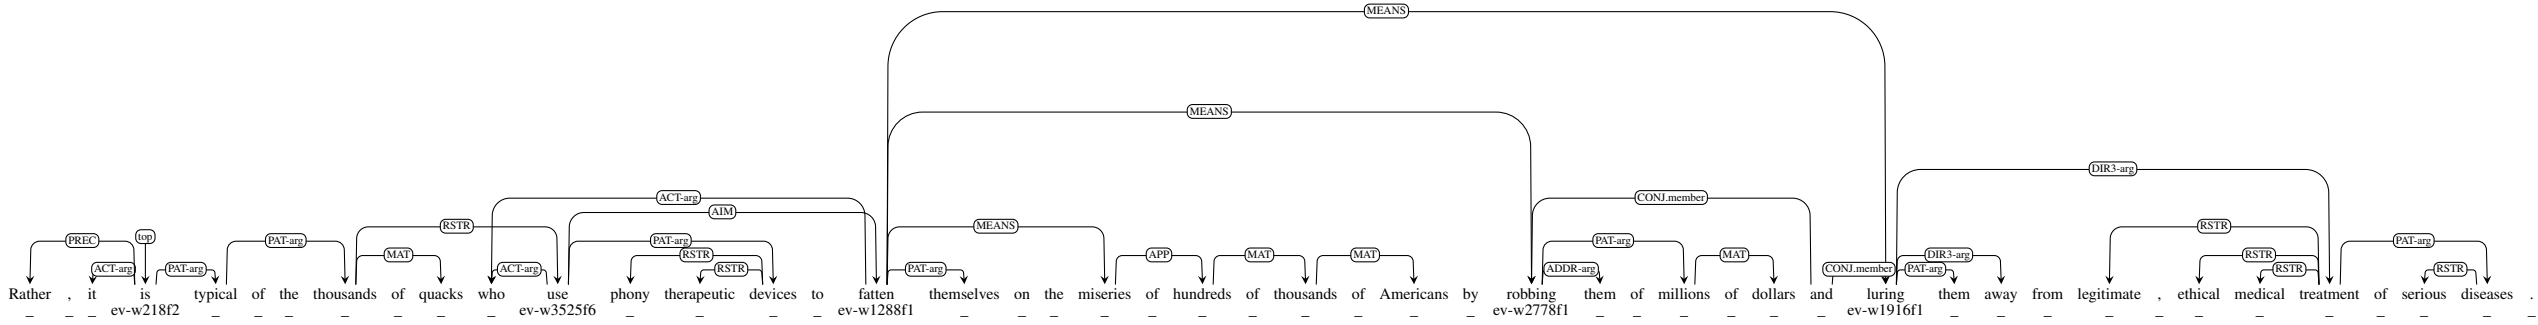 MEANS
MEANS
DIR3-arg
ACT-arg CONJ.member
AIM
RSTR MEANS RSTR
PREC top PAT-arg PAT-arg PAT-arg PAT-arg
MAT RSTR APP MAT MAT MAT DIR3-arg RSTR
ACT-arg PAT-arg ACT-arg RSTR PAT-arg ADDR-arg CONJ.member PAT-arg RSTR RSTR
Rather , it is typical of the thousands of quacks who use phony therapeutic devices to fatten themselves on the miseries of hundreds of thousands of Americans by robbing them of millions of dollars and luring them away from legitimate , ethical medical treatment of serious diseases .
_ _ _ ev-w218f2 _ _ _ _ _ _ _ ev-w3525f6 _ _ _ _ ev-w1288f1 _ _ _ _ _ _ _ _ _ _ _ ev-w2778f1 _ _ _ _ _ _ ev-w1916f1 _ _ _ _ _ _ _ _ _ _ _ _